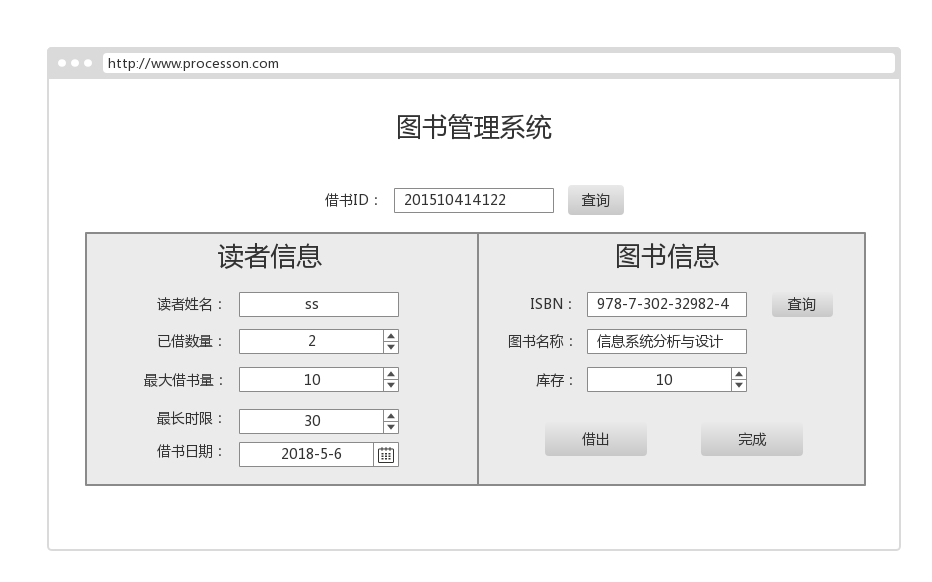 http://www.processon.com
图书管理系统
借书ID： 201510414122 查询
读者信息
读者姓名： ss
已借数量： 2
最大借书量： 10
最长时限： 30
借书日期： 2018-5-6
图书信息
ISBN： 978-7-302-32982-4 查询
图书名称： 信息系统分析与设计
库存： 10
借出 完成